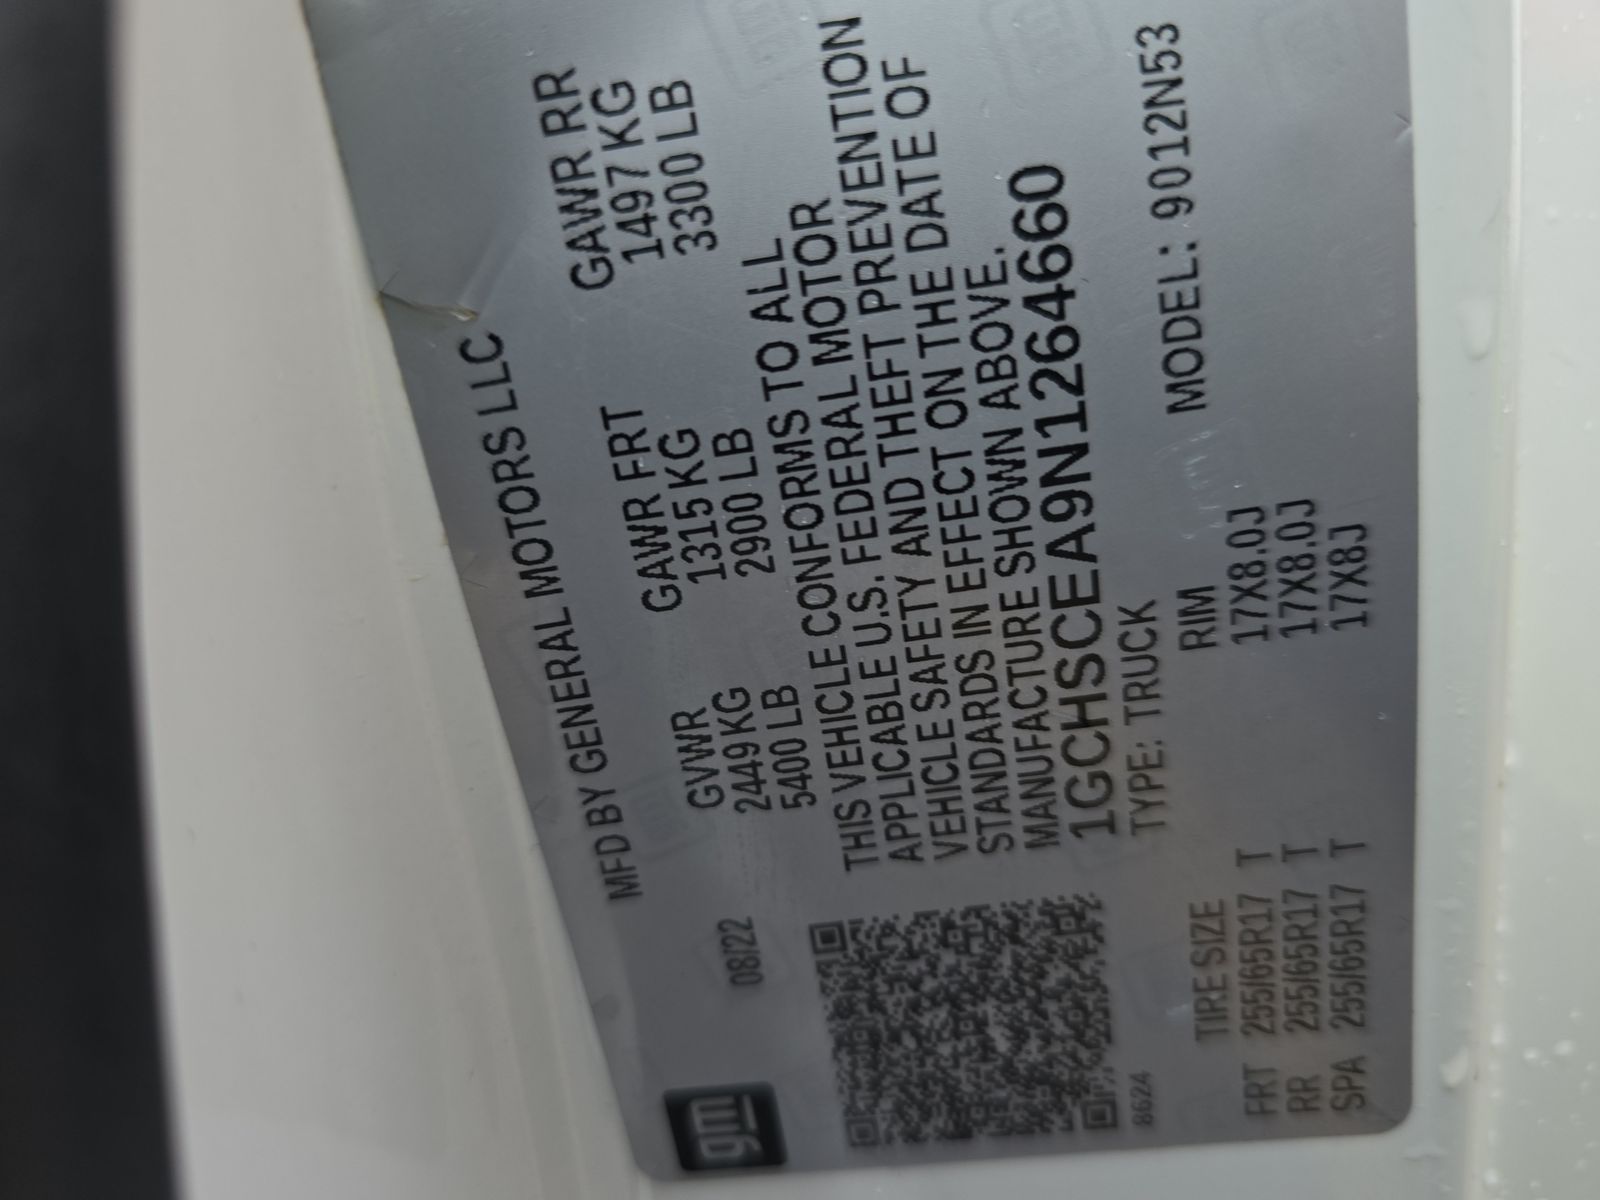 gm
08/22
MFD BY GENERAL MOTORS LLC
GVWR GAWR FRT GAWR RR
2449 KG 1315 KG 1497 KG
5400 LB 2900 LB 3300 LB
THIS VEHICLE CONFORMS TO ALL
APPLICABLE U.S. FEDERAL MOTOR
VEHICLE SAFETY AND THEFT PREVENTION
STANDARDS IN EFFECT ON THE DATE OF
MANUFACTURE SHOWN ABOVE.
1GCHSCEA9N1264660
8624
TYPE: TRUCK MODEL: 9012N53
TIRE SIZE RIM
FRT 255/65R17 T 17X8.0J
RR 255/65R17 T 17X8.0J
SPA 255/65R17 T 17X8J